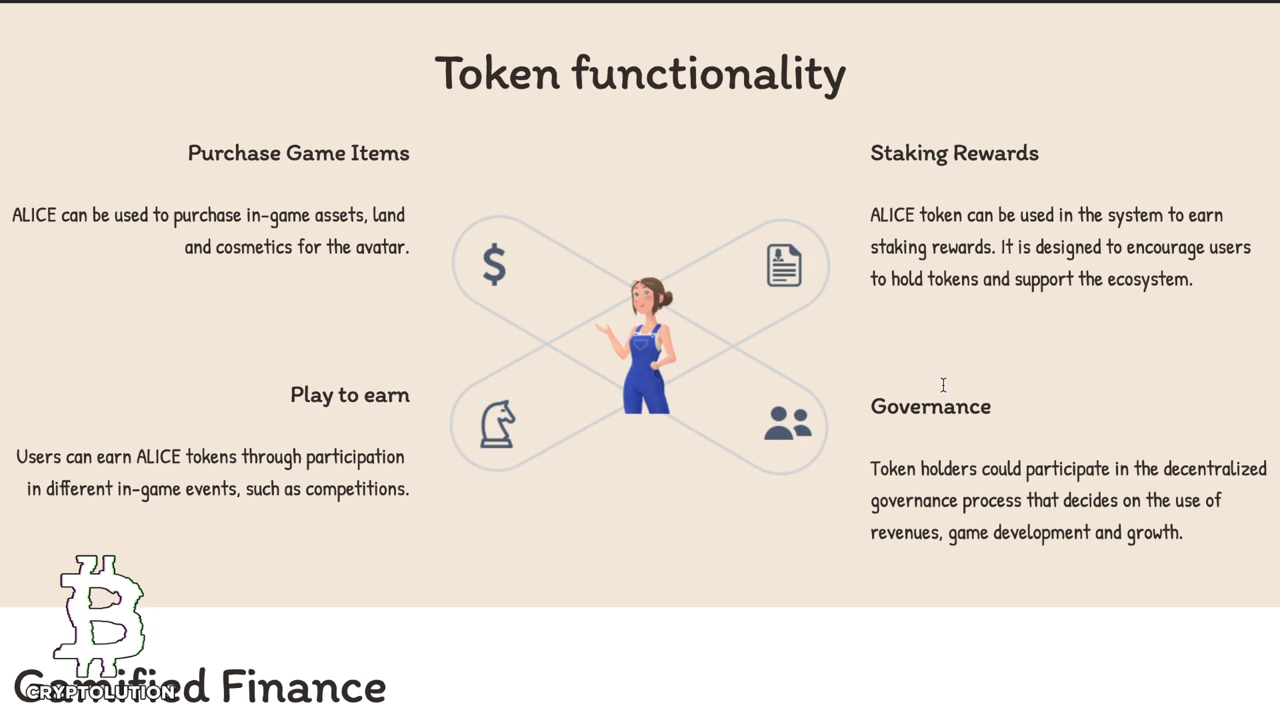 Token functionality
Purchase Game Items
ALICE can be used to purchase in-game assets, land
and cosmetics for the avatar.
Staking Rewards
ALICE token can be used in the system to earn
staking rewards. It is designed to encourage users
to hold tokens and support the ecosystem.
Play to earn
Users can earn ALICE tokens through participation
in different in-game events, such as competitions.
Governance
Token holders could participate in the decentralized
governance process that decides on the use of
revenues, game development and growth.
Gamified Finance
CRYPTOLUTION